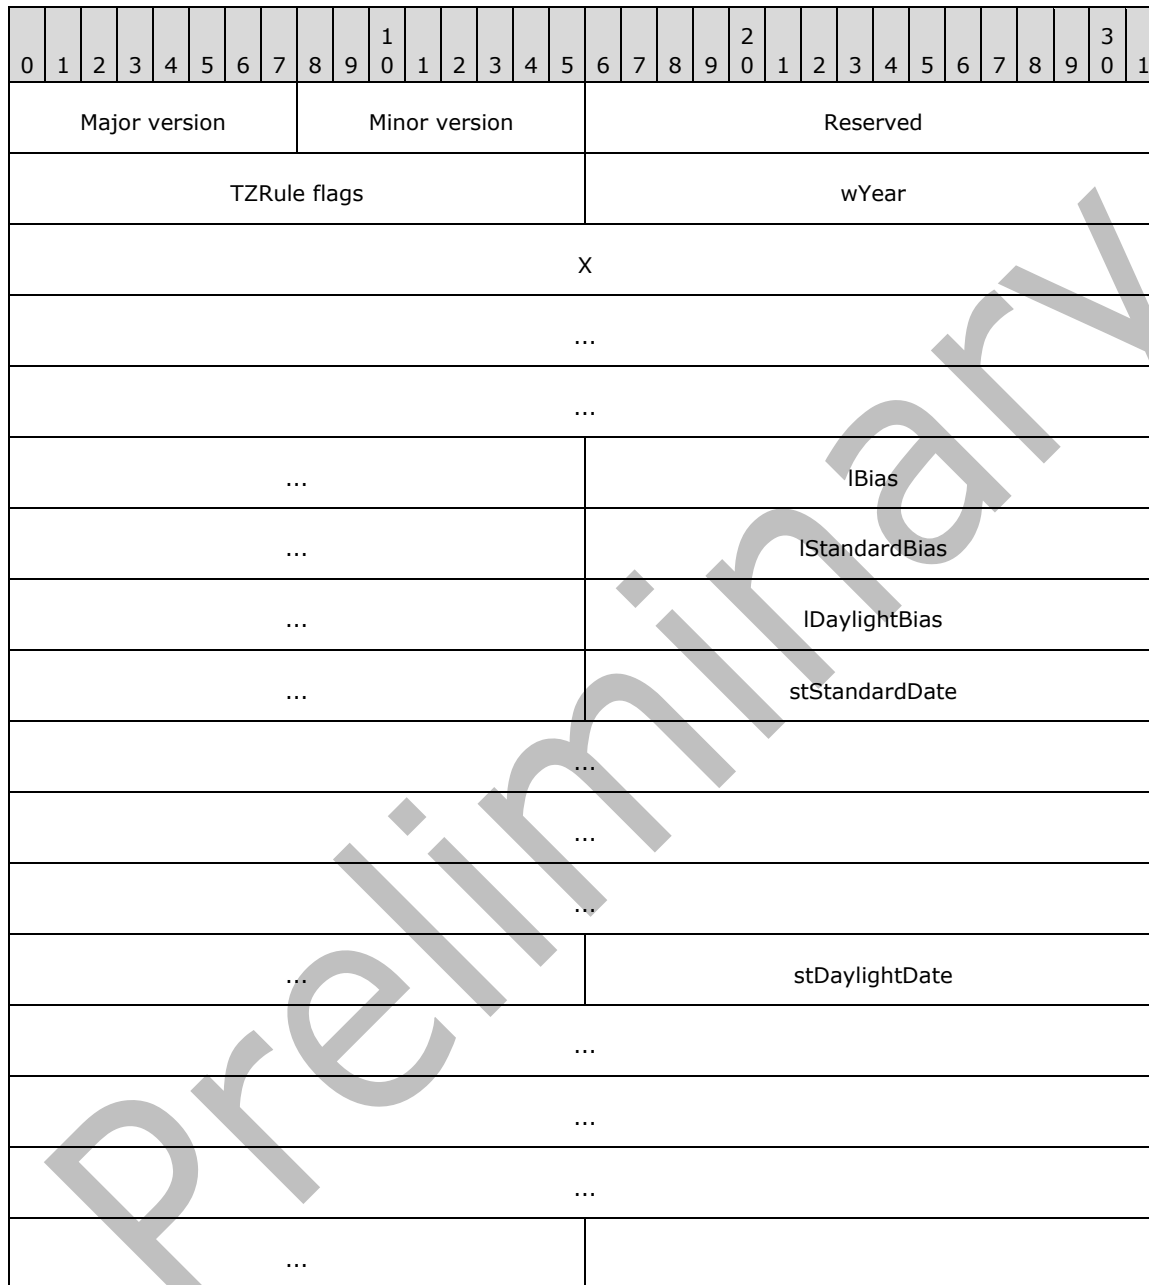 1 2 3
0 1 2 3 4 5 6 7 8 9 0 1 2 3 4 5 6 7 8 9 0 1 2 3 4 5 6 7 8 9 0 1
Major version Minor version Reserved
TZRule flags wYear
X
...
...
... lBias
... lStandardBias
... lDaylightBias
... stStandardDate
...
...
...
... stDaylightDate
...
...
...
...
Preliminary